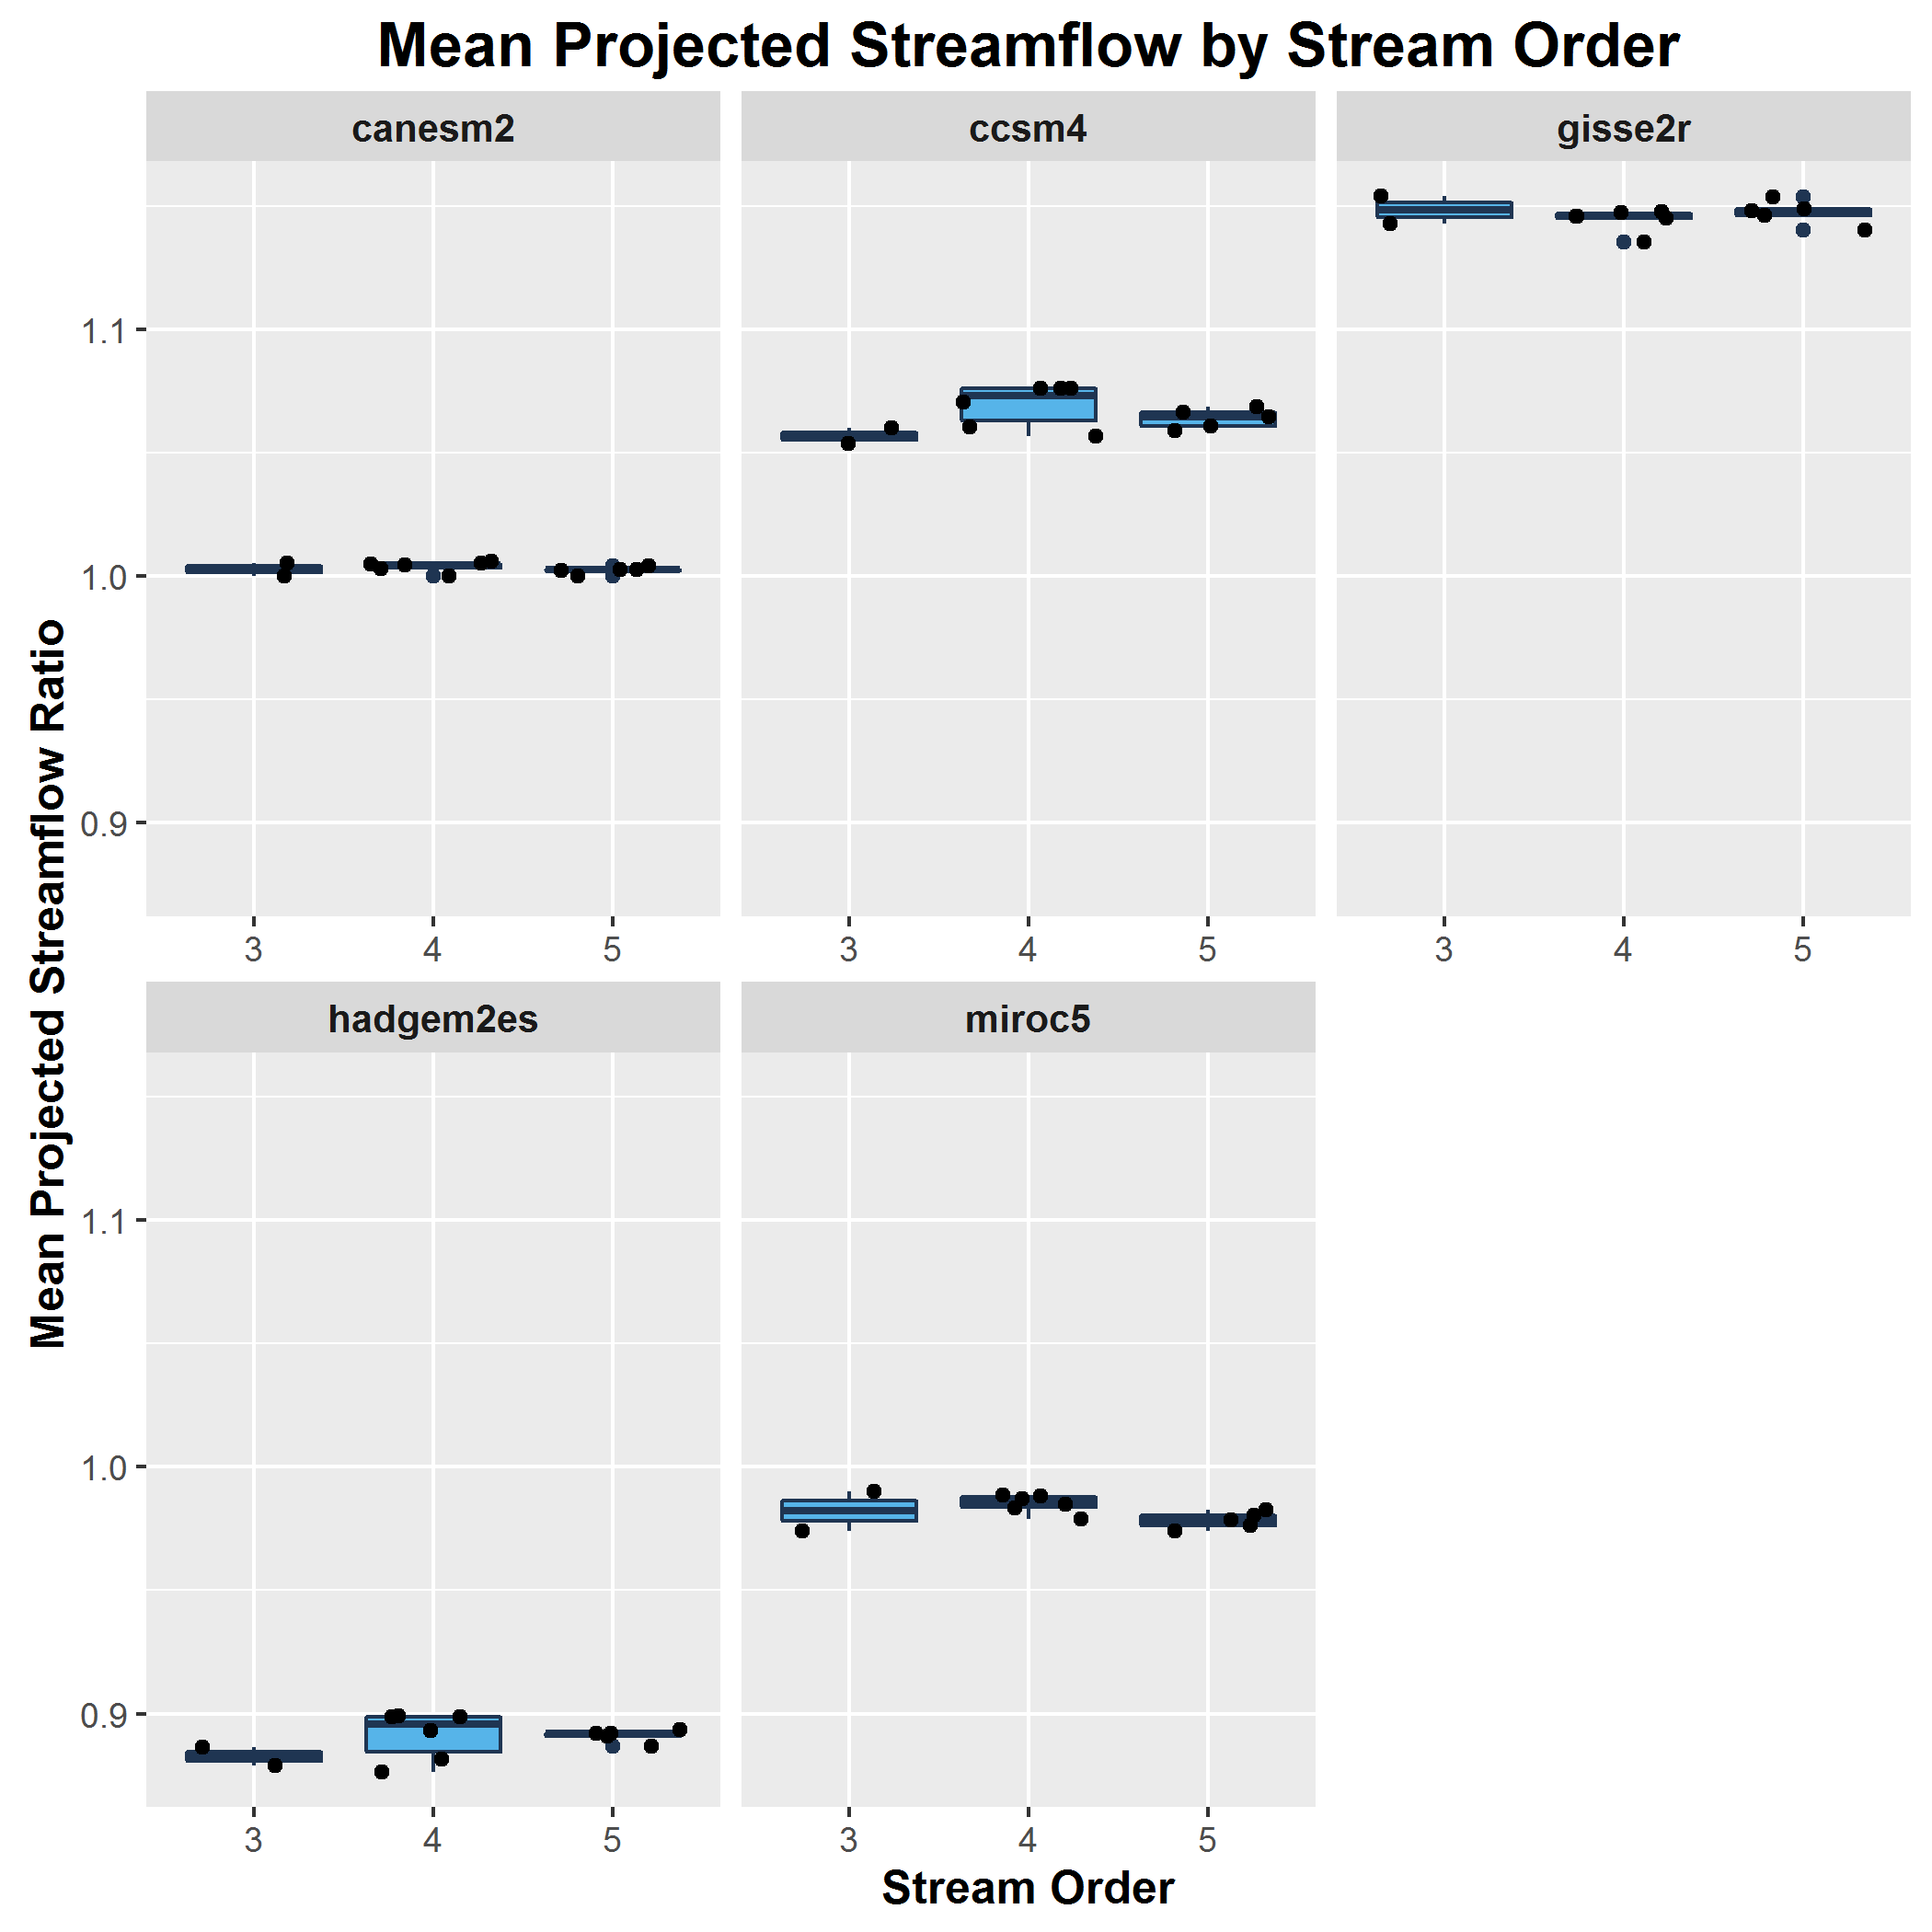 Mean Projected Streamflow by Stream Order
canesm2
ccsm4
gisse2r
1.1
1.0
0.9
3 4 5
3 4 5
3 4 5
Mean Projected Streamflow Ratio
hadgem2es
miroc5
1.1
1.0
0.9
3 4 5
3 4 5
Stream Order